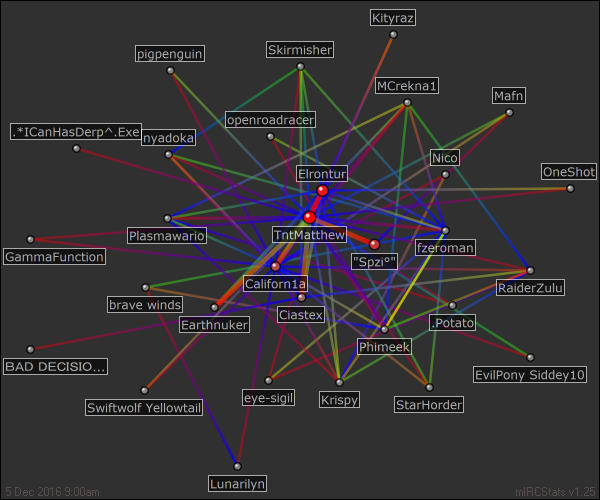 Kityraz
Skirmisher
pigpenguin
MCrekna1
Mafn
openroadracer
.*ICanHasDerp^.Exe
nyadoka
Nico
Elrontur
OneShot
Plasmawario
TntMatthew
fzeroman
GammaFunction
"Spzi°"
Californ1a
RaiderZulu
brave winds
Ciastex
Earthnuker
.Potato
Phimeek
BAD DECISIO...
EvilPony Siddey10
eye-sigil
Krispy
StarHorder
Swiftwolf Yellowtail
Lunarilyn
5 Dec 2016 9:00am
mIRCStats v1.25